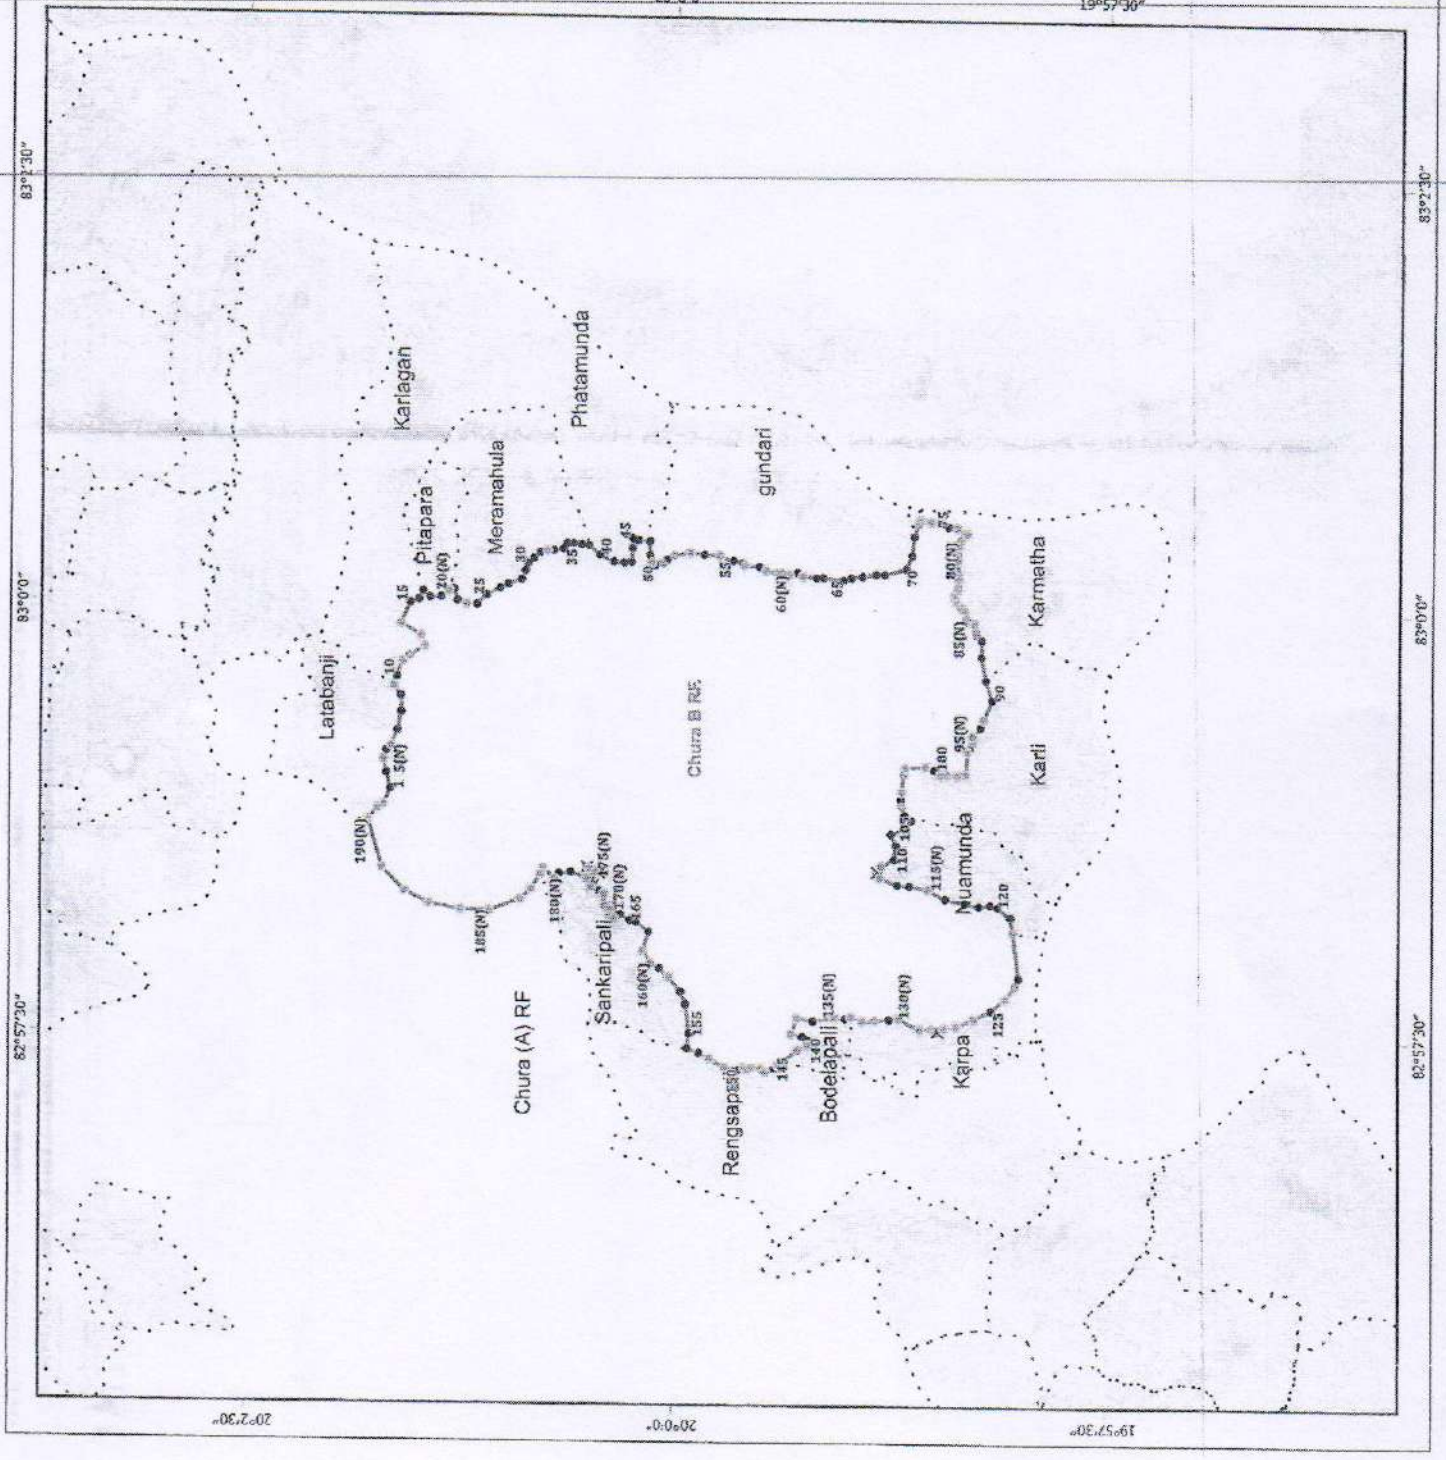 83°2'30"
83°0'0"
82°57'30"
20°2'30"
20°0'0"
19°57'30"
19°57'30"
83°2'30"
83°0'0"
82°57'30"
Latabanji
Karlagan
Pitapara
Meramahula
Phatamunda
gundari
Karmatha
Karli
Nuamunda
Karpa
Bodelapali
Rengsap
Sankaripali
Chura (A) RF
Chura B RF
1
5(N)
10
15
20(N)
25
30
35
40
45
50
55
60(N)
65
70
75
80(N)
85(N)
90
95(N)
105
110
115(N)
120
125
130(N)
135(N)
140
145
155
160(N)
165
170(N)
175(N)
180(N)
185(N)
190(N)